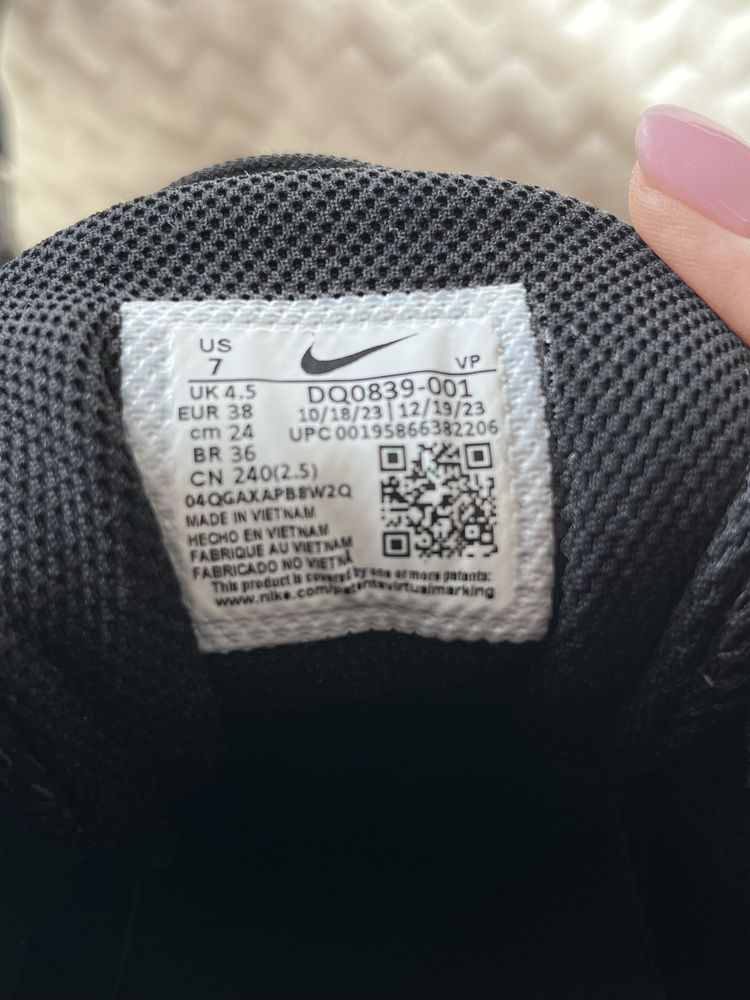 US
7
VP
UK 4.5
DQ0839-001
EUR 38
10/18/23 | 12/19/23
cm 24
UPC 00195866382206
BR 36
CN 240(2.5)
04QGAXAPB8W2Q
MADE IN VIETNAM
HECHO EN VIETNAM
FABRIQUE AU VIETNAM
FABRICADO NO VIETNÃ
This product is covered by one or more patents:
www.nike.com/patentsvirtualmarking